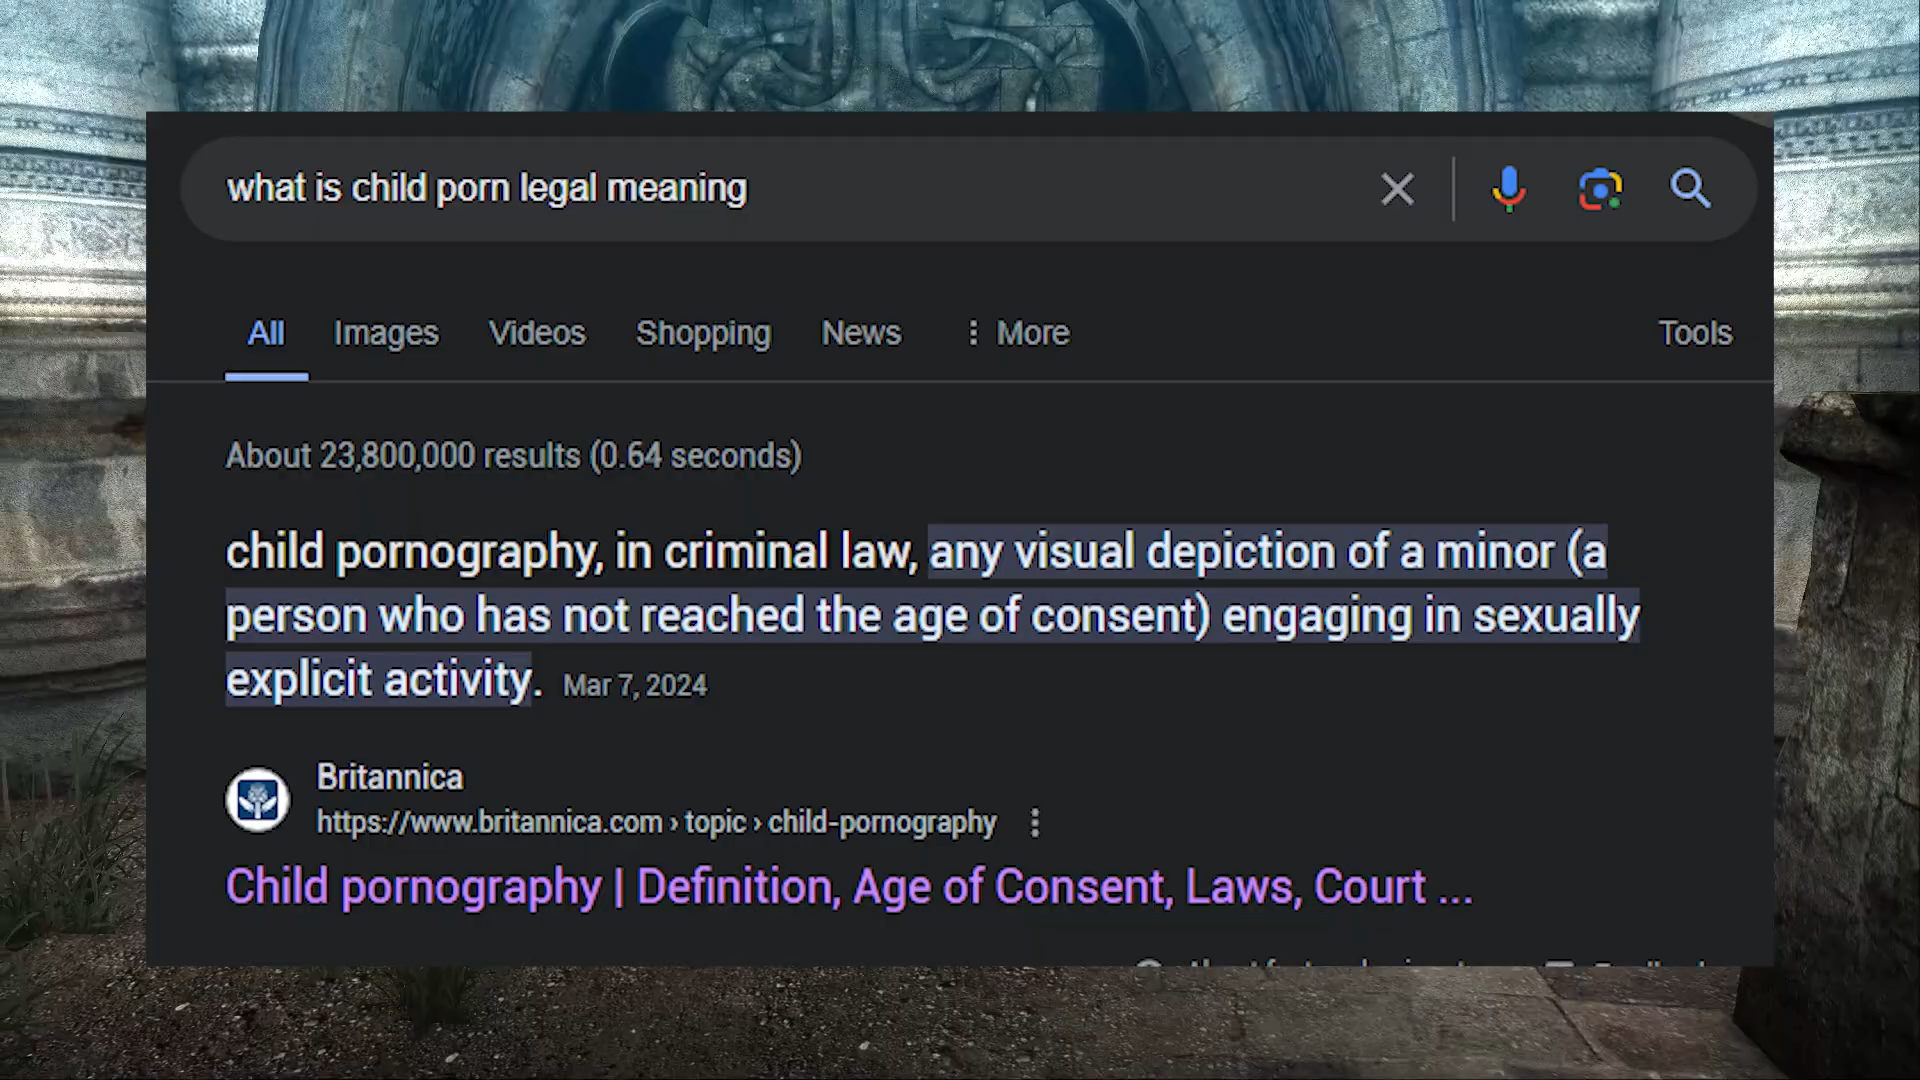 what is child porn legal meaning
All Images Videos Shopping News More Tools
About 23,800,000 results (0.64 seconds)
child pornography, in criminal law, any visual depiction of a minor (a
person who has not reached the age of consent) engaging in sexually
explicit activity. Mar 7, 2024
Britannica
https://www.britannica.com › topic › child-pornography
Child pornography | Definition, Age of Consent, Laws, Court ...